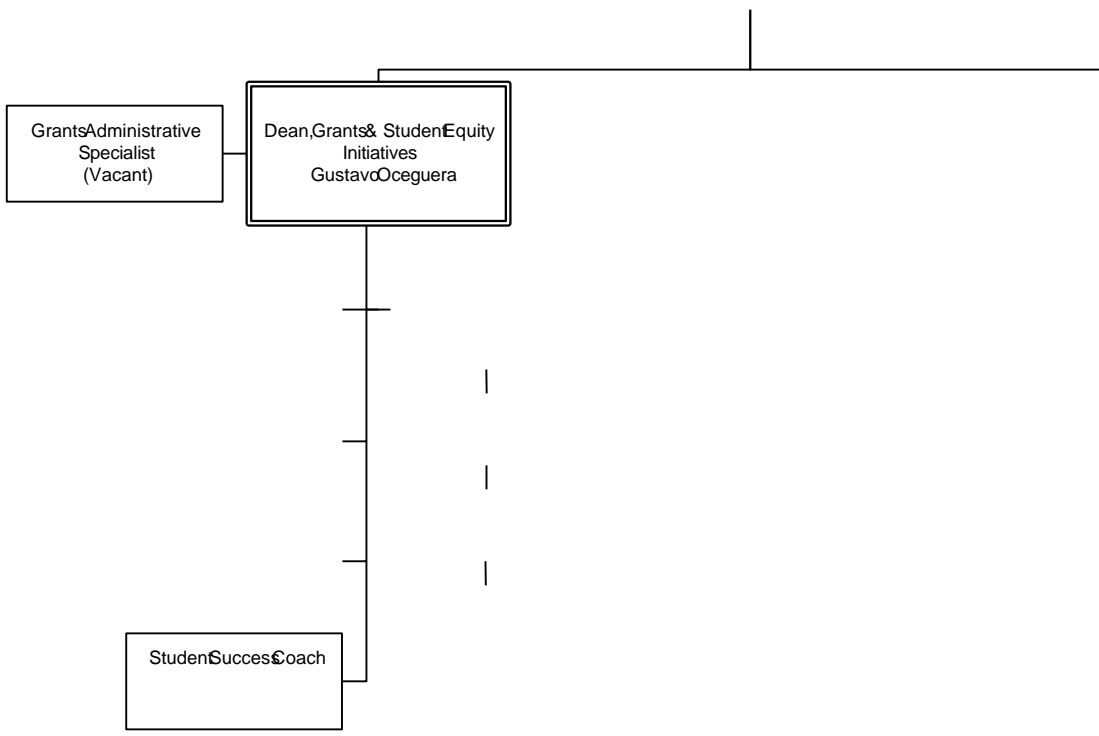 Grants Administrative
Specialist
(Vacant)
Dean, Grants & Student Equity
Initiatives
Gustavo Oceguera
Student Success Coach